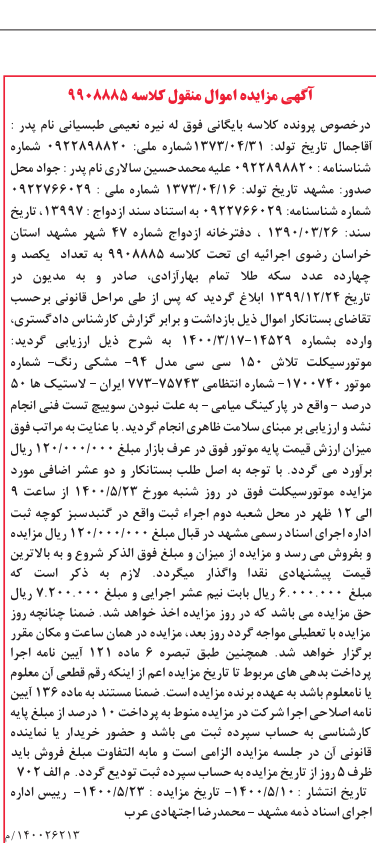 آگهی مزایده اموال منقول کلاسه ۹۹۰۸۸۸۵
درخصوص پرونده کلاسه بایگانی فوق له نیره نعیمی طبسیانی نام پدر :
آقاجمال تاریخ تولد: ۱۳۷۳/۰۴/۳۱شماره ملی: ۰۹۲۲۸۹۸۸۲۰ شماره
شناسنامه : ۰۹۲۲۸۹۸۸۲۰ علیه محمدحسین سالاری نام پدر : جواد محل
صدور: مشهد تاریخ تولد: ۱۳۷۳/۰۴/۱۶ شماره ملی : ۰۹۲۲۷۶۶۰۲۹
شماره شناسنامه: ۰۹۲۲۷۶۶۰۲۹ به استناد سند ازدواج : ۱۳۹۹۷، تاریخ
سند: ۱۳۹۰/۰۳/۲۶ ، دفترخانه ازدواج شماره ۴۷ شهر مشهد استان
خراسان رضوی اجرائیه ای تحت کلاسه ۹۹۰۸۸۸۵ به تعداد یکصد و
چهارده عدد سکه طلا تمام بهارآزادی، صادر و به مدیون در
تاریخ ۱۳۹۹/۱۲/۲۴ ابلاغ گردید که پس از طی مراحل قانونی برحسب
تقاضای بستانکار اموال ذیل بازداشت و برابر گزارش کارشناس دادگستری،
وارده بشماره ۱۴۵۲۹-۱۴۰۰/۳/۱۷ به شرح ذیل ارزیابی گردید:
موتورسیکلت تلاش ۱۵۰ سی سی مدل ۹۴- مشکی رنگ- شماره
موتور ۱۷۰۰۷۴۰- شماره انتظامی ۷۵۷۴۳-۷۷۳ ایران - لاستیک ها ۵۰
درصد - واقع در پارکینگ میامی - به علت نبودن سوییچ تست فنی انجام
نشد و ارزیابی بر مبنای سلامت ظاهری انجام گردید. با عنایت به مراتب فوق
میزان ارزش قیمت پایه موتور فوق در عرف بازار مبلغ ۱۲۰/۰۰۰/۰۰۰ ریال
برآورد می گردد. با توجه به اصل طلب بستانکار و دو عشر اضافی مورد
مزایده موتورسیکلت فوق در روز شنبه مورخ ۱۴۰۰/۵/۲۳ از ساعت ۹
الی ۱۲ ظهر در محل شعبه دوم اجراء ثبت واقع در گنبدسبز کوچه ثبت
اداره اجرای اسناد رسمی مشهد در قبال مبلغ ۱۲۰/۰۰۰/۰۰۰ ریال مزایده
و بفروش می رسد و مزایده از میزان و مبلغ فوق الذکر شروع و به بالاترین
قیمت پیشنهادی نقدا واگذار میگردد. لازم به ذکر است که
مبلغ ۶.۰۰۰.۰۰۰ ریال بابت نیم عشر اجرایی و مبلغ ۷.۲۰۰.۰۰۰ ریال
حق مزایده می باشد که در روز مزایده اخذ خواهد شد. ضمنا چنانچه روز
مزایده با تعطیلی مواجه گردد روز بعد، مزایده در همان ساعت و مکان مقرر
برگزار خواهد شد. همچنین طبق تبصره ۶ ماده ۱۲۱ آیین نامه اجرا
پرداخت بدهی های مربوط تا تاریخ مزایده اعم از اینکه رقم قطعی آن معلوم
یا نامعلوم باشد به عهده برنده مزایده است. ضمنا مستند به ماده ۱۳۶ آیین
نامه اصلاحی اجرا شرکت در مزایده منوط به پرداخت ۱۰ درصد از مبلغ پایه
کارشناسی به حساب سپرده ثبت می باشد و حضور خریدار یا نماینده
قانونی آن در جلسه مزایده الزامی است و مابه التفاوت مبلغ فروش باید
ظرف ۵ روز از تاریخ مزایده به حساب سپرده ثبت تودیع گردد. م الف ۷۰۲
تاریخ انتشار : ۱۴۰۰/۵/۱۰- تاریخ مزایده : ۱۴۰۰/۵/۲۳- رییس اداره
اجرای اسناد ذمه مشهد - محمدرضا اجتهادی عرب
۱۴۰۰۲۶۲۱۳/م